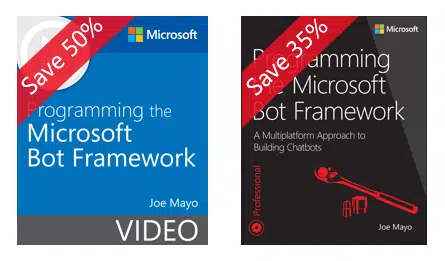 Save 50%
Microsoft
Programming the
Microsoft
Bot Framework
Joe Mayo
VIDEO
Save 35%
Microsoft
Programming
the Microsoft
Bot Framework
A Multiplatform Approach to
Building Chatbots
Professional
Joe Mayo